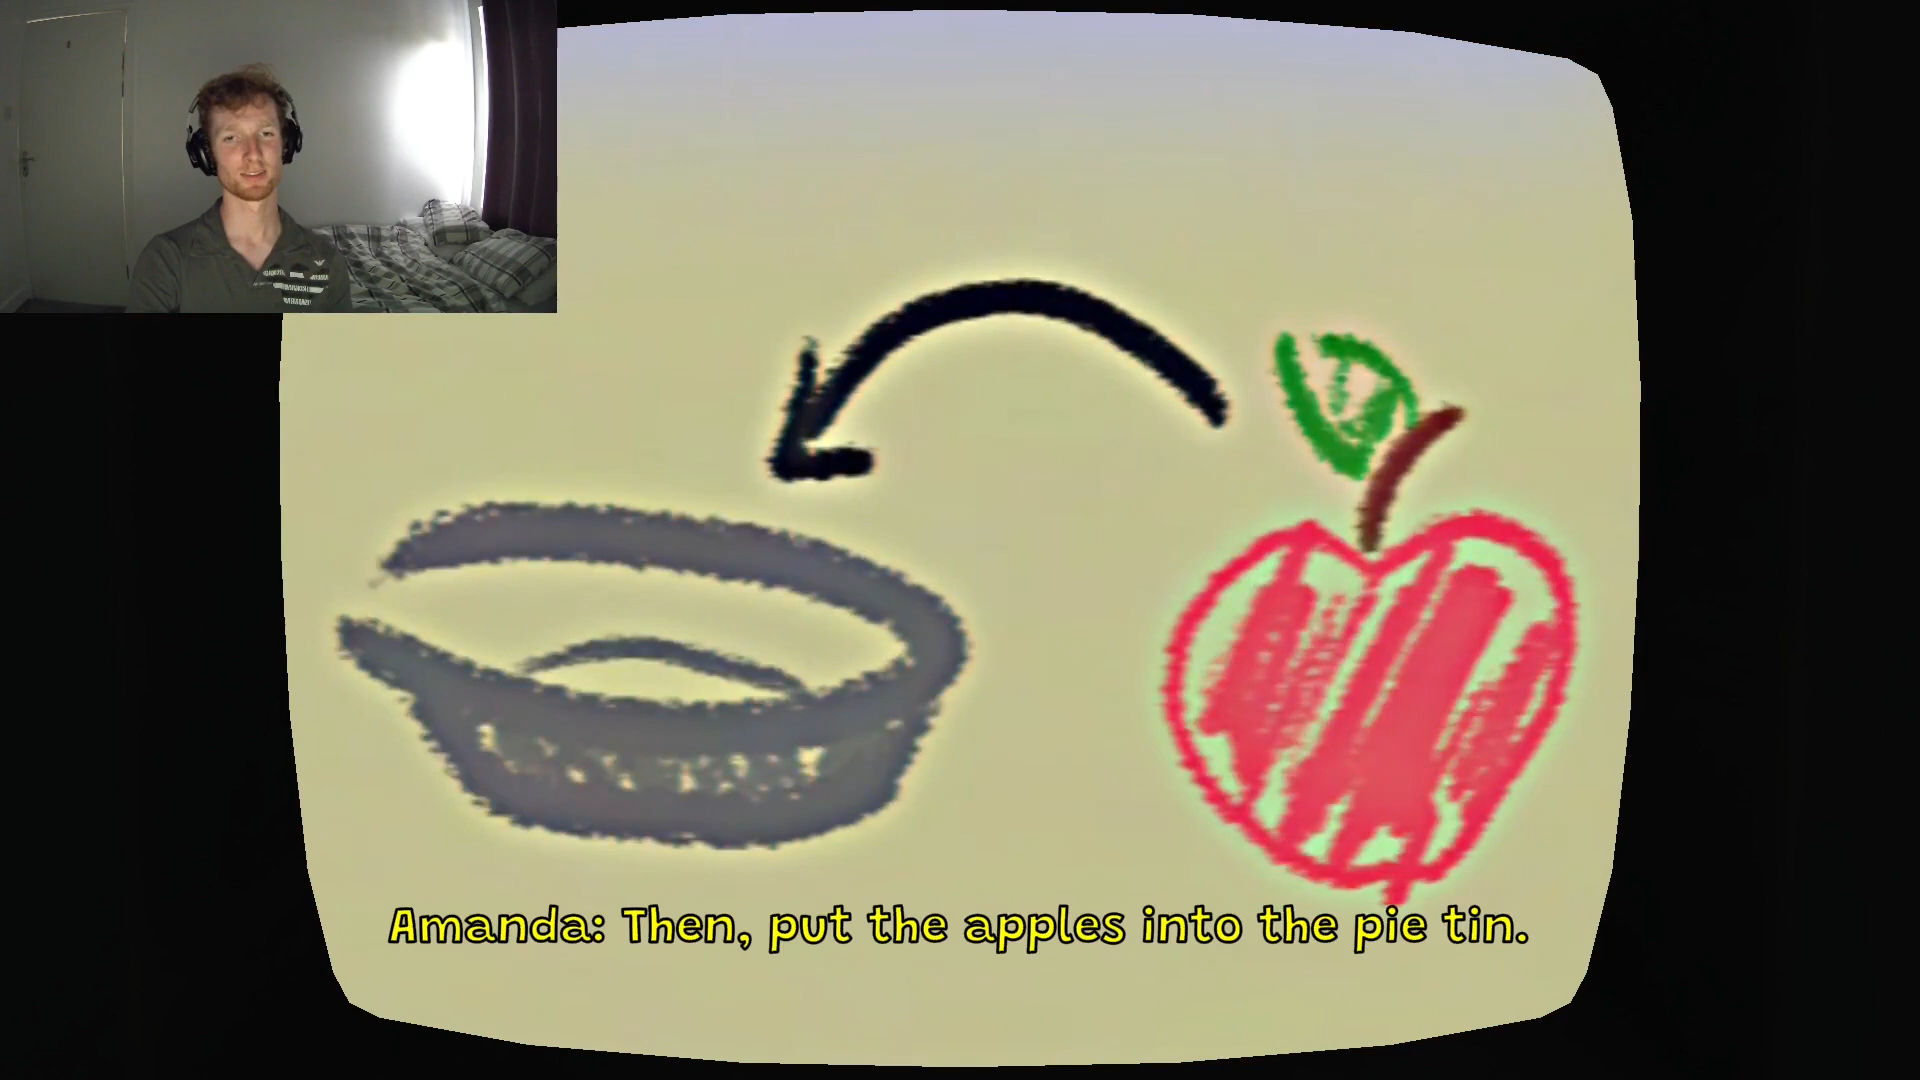 Amanda: Then, put the apples into the pie tin.